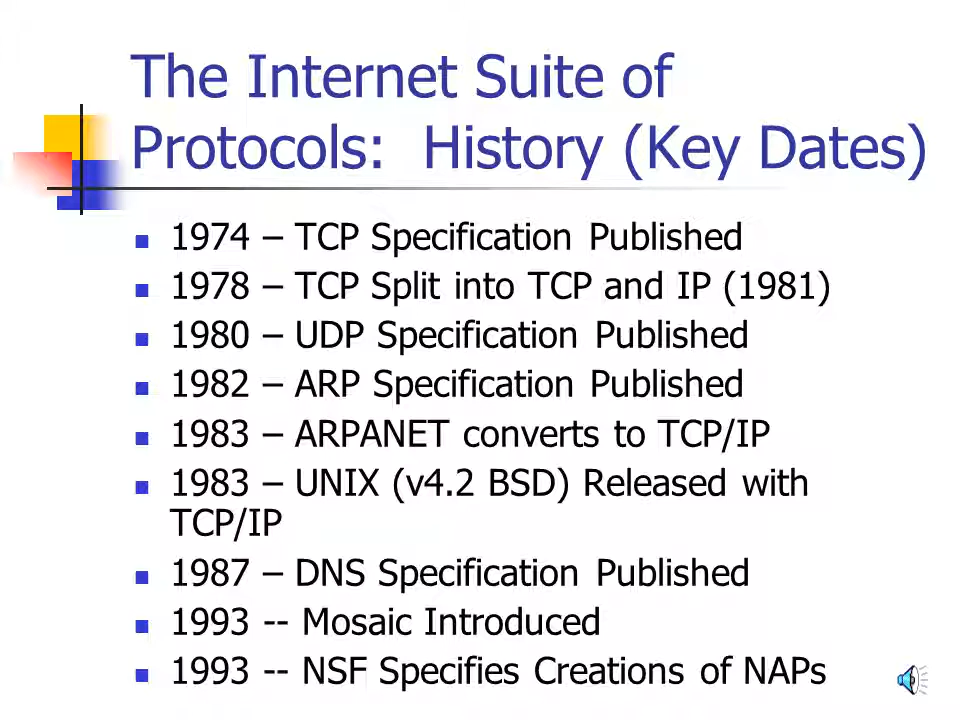 The Internet Suite of
Protocols: History (Key Dates)
1974 – TCP Specification Published
1978 – TCP Split into TCP and IP (1981)
1980 – UDP Specification Published
1982 – ARP Specification Published
1983 – ARPANET converts to TCP/IP
1983 – UNIX (v4.2 BSD) Released with
TCP/IP
1987 – DNS Specification Published
1993 -- Mosaic Introduced
1993 -- NSF Specifies Creations of NAPs